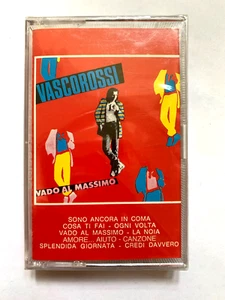 VASCOROSSI
VADO AL MASSIMO
SONO ANCORA IN COMA
COSA TI FAI - OGNI VOLTA
VADO AL MASSIMO - LA NOIA
AMORE... AIUTO - CANZONE
SPLENDIDA GIORNATA - CREDI DAVVERO